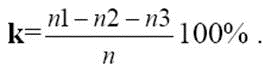 k= (n1 – n2 – n3) / n 100% .